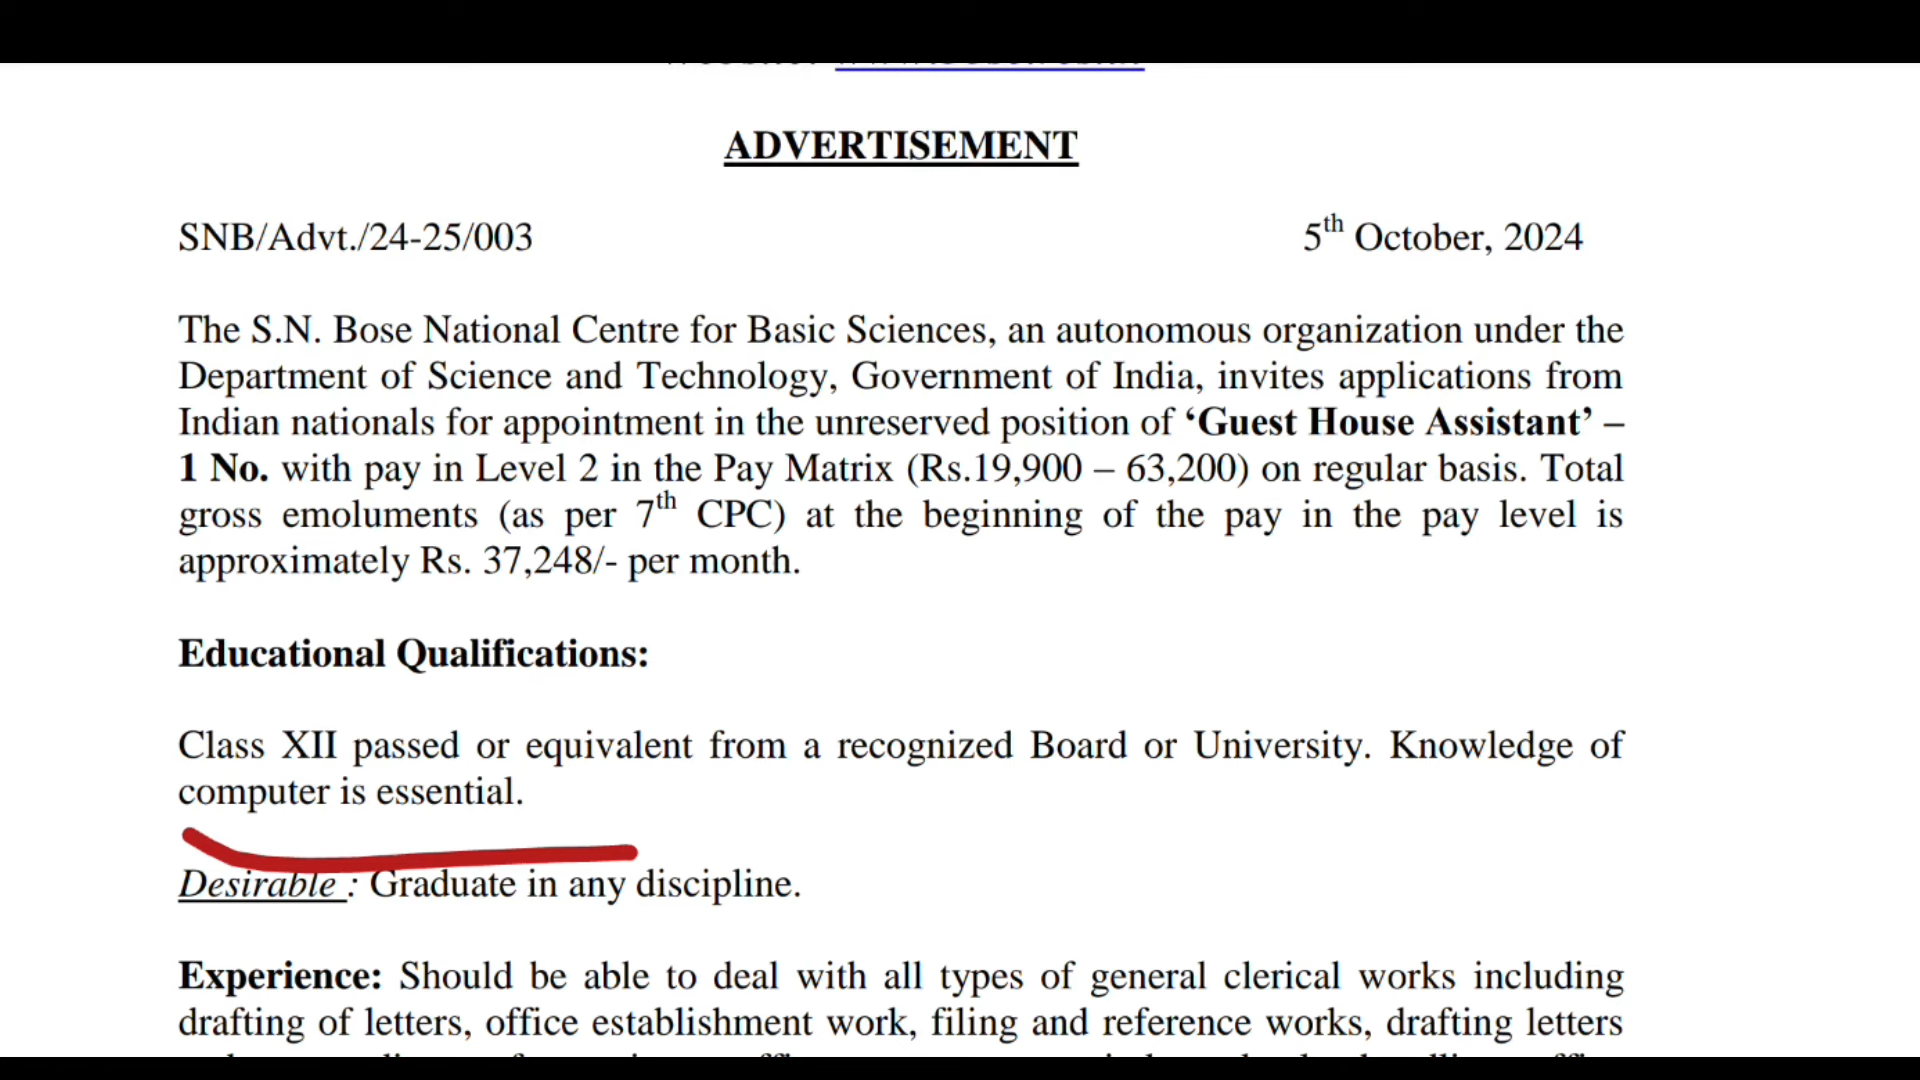 ADVERTISEMENT
SNB/Advt./24-25/003 5th October, 2024
The S.N. Bose National Centre for Basic Sciences, an autonomous organization under the
Department of Science and Technology, Government of India, invites applications from
Indian nationals for appointment in the unreserved position of ‘Guest House Assistant’ –
1 No. with pay in Level 2 in the Pay Matrix (Rs.19,900 – 63,200) on regular basis. Total
gross emoluments (as per 7th CPC) at the beginning of the pay in the pay level is
approximately Rs. 37,248/- per month.
Educational Qualifications:
Class XII passed or equivalent from a recognized Board or University. Knowledge of
computer is essential.
Desirable : Graduate in any discipline.
Experience: Should be able to deal with all types of general clerical works including
drafting of letters, office establishment work, filing and reference works, drafting letters